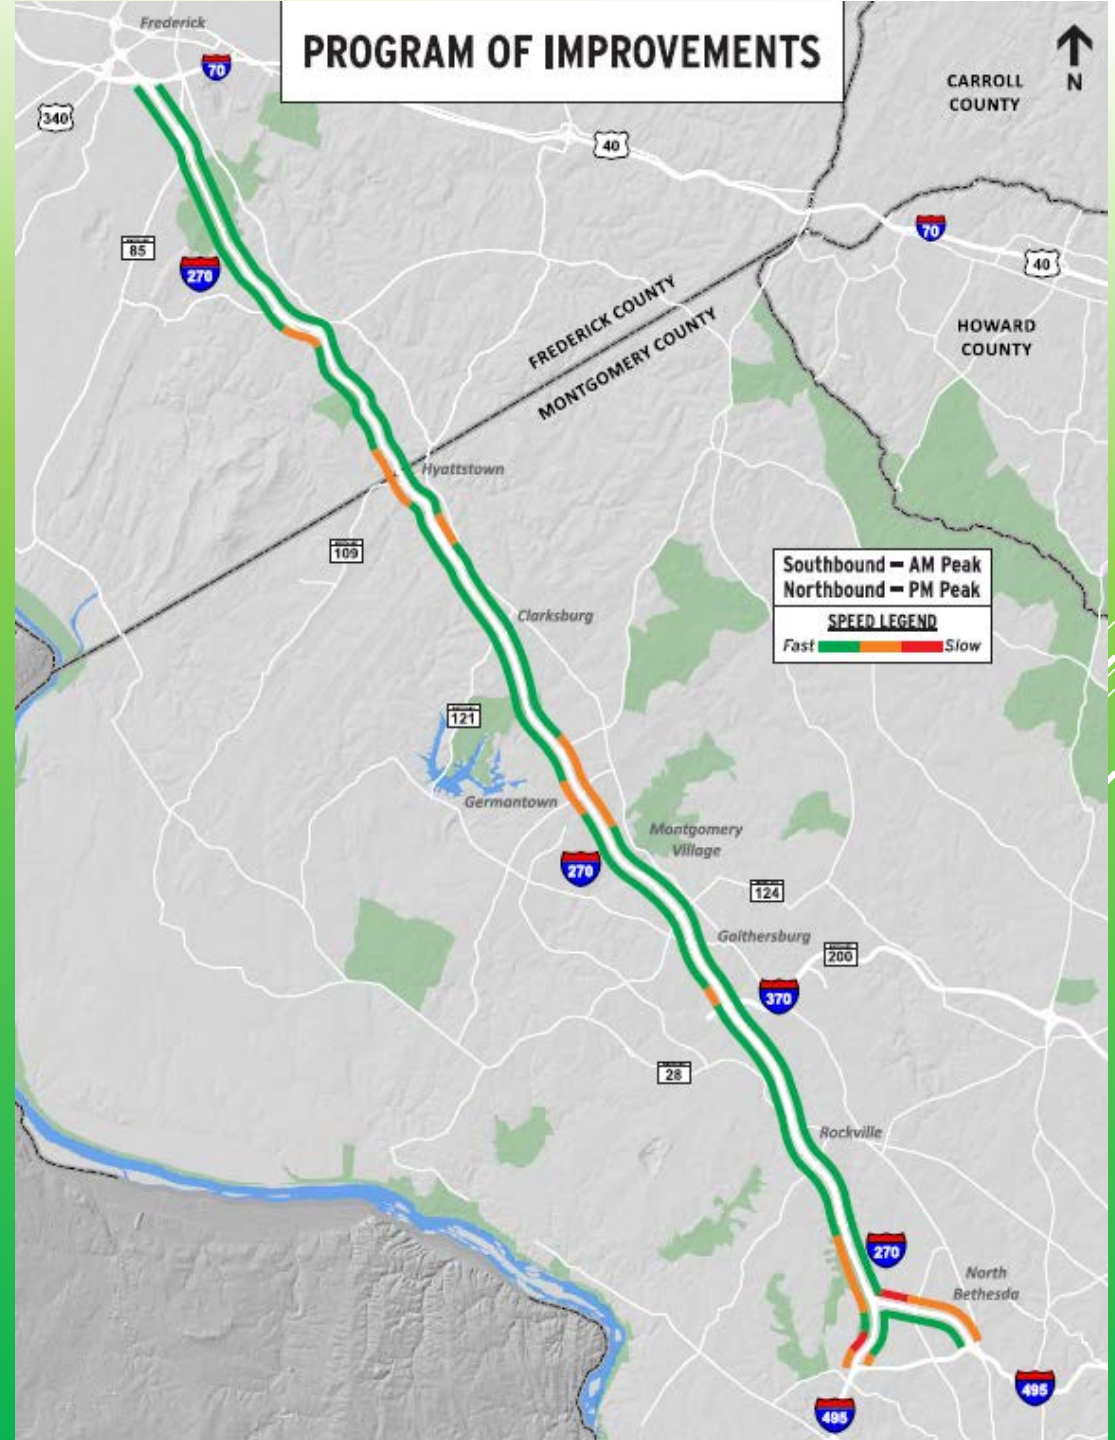 PROGRAM OF IMPROVEMENTS
Frederick
70
N
CARROLL
COUNTY
340
40
70
85
40
270
FREDERICK COUNTY
MONTGOMERY COUNTY
HOWARD
COUNTY
Hyattstown
109
Southbound – AM Peak
Northbound – PM Peak
SPEED LEGEND
Fast
Slow
Clarksburg
121
Germantown
Montgomery
Village
270
124
Gaithersburg
200
370
28
Rockville
270
North
Bethesda
495
495